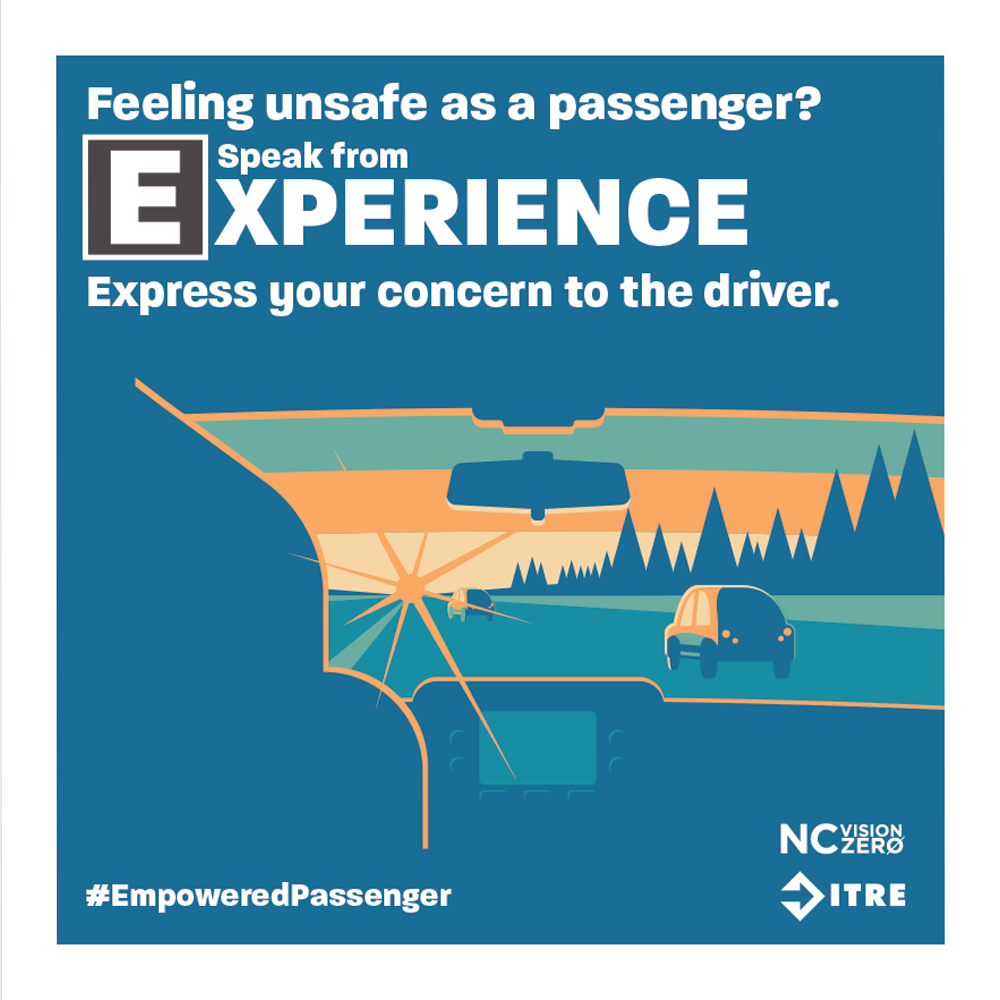 Feeling unsafe as a passenger?
Speak from
EXPERIENCE
Express your concern to the driver.
NC VISION ZERØ
#EmpoweredPassenger
ITRE